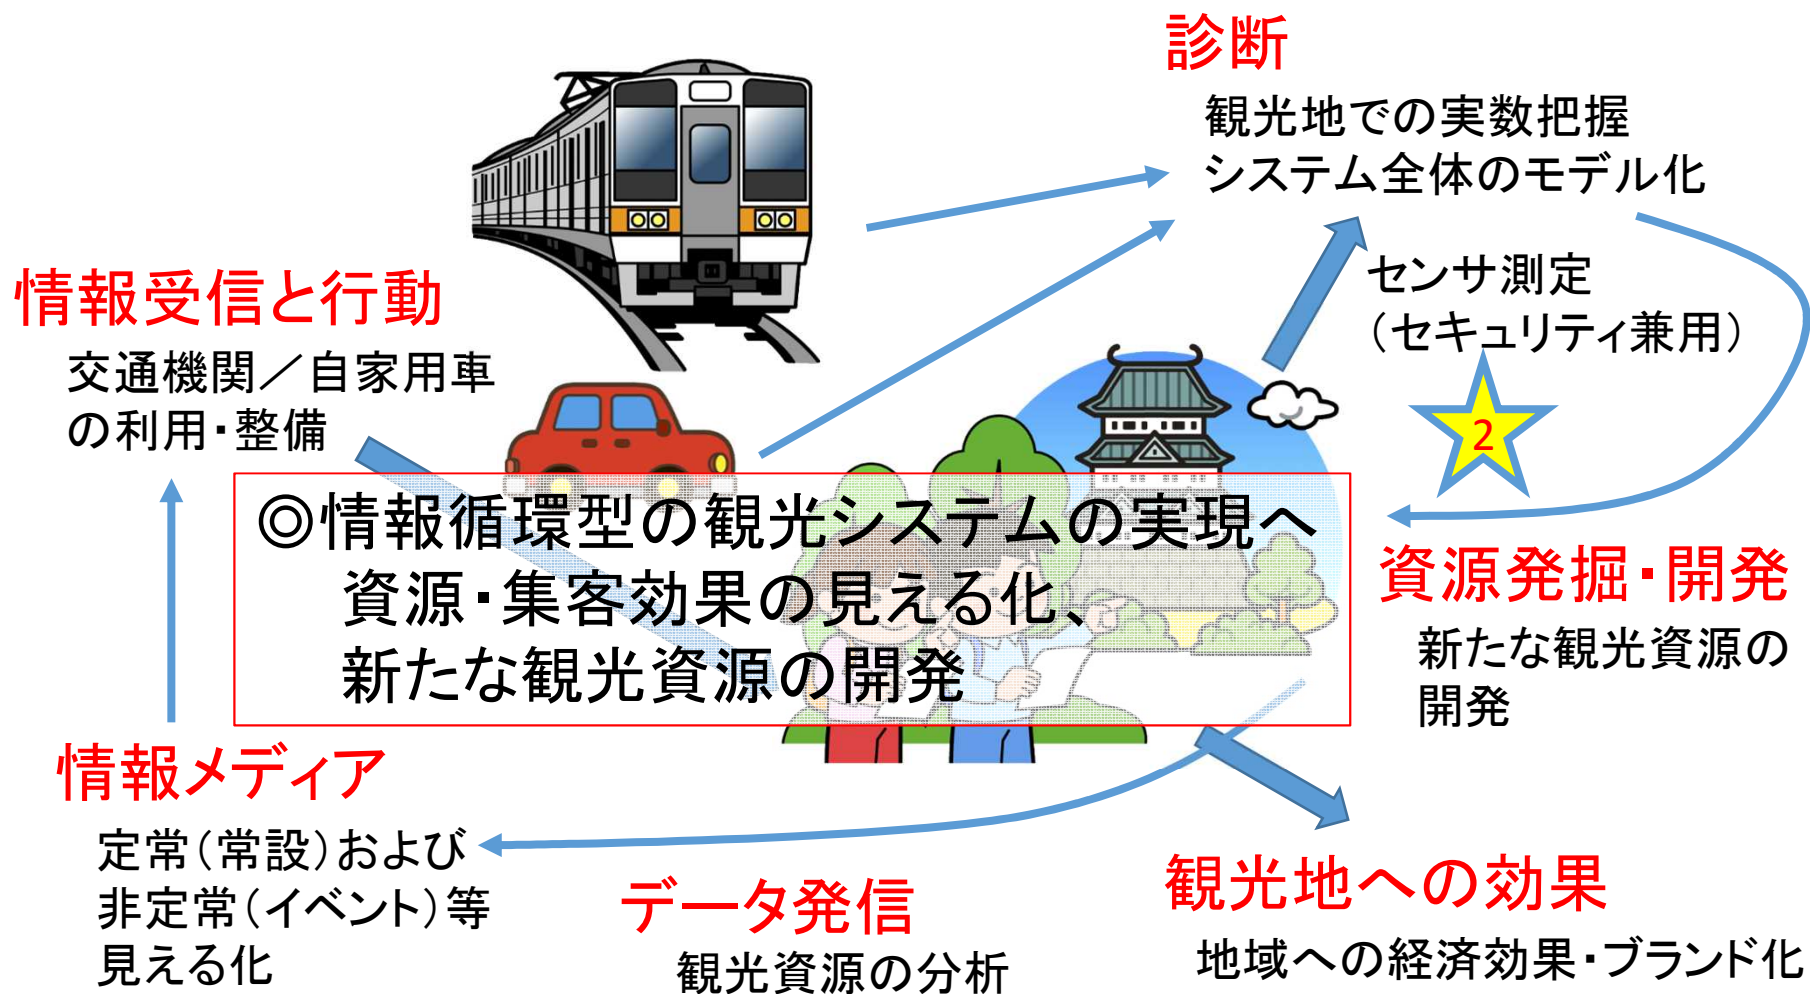 診断
観光地での実数把握
システム全体のモデル化
センサ測定
（セキュリティ兼用）
2
情報受信と行動
交通機関／自家用車
の利用・整備
◎情報循環型の観光システムの実現へ
資源・集客効果の見える化、
新たな観光資源の開発
資源発掘・開発
新たな観光資源の
開発
情報メディア
定常（常設）および
非定常（イベント）等
見える化
データ発信
観光資源の分析
観光地への効果
地域への経済効果・ブランド化